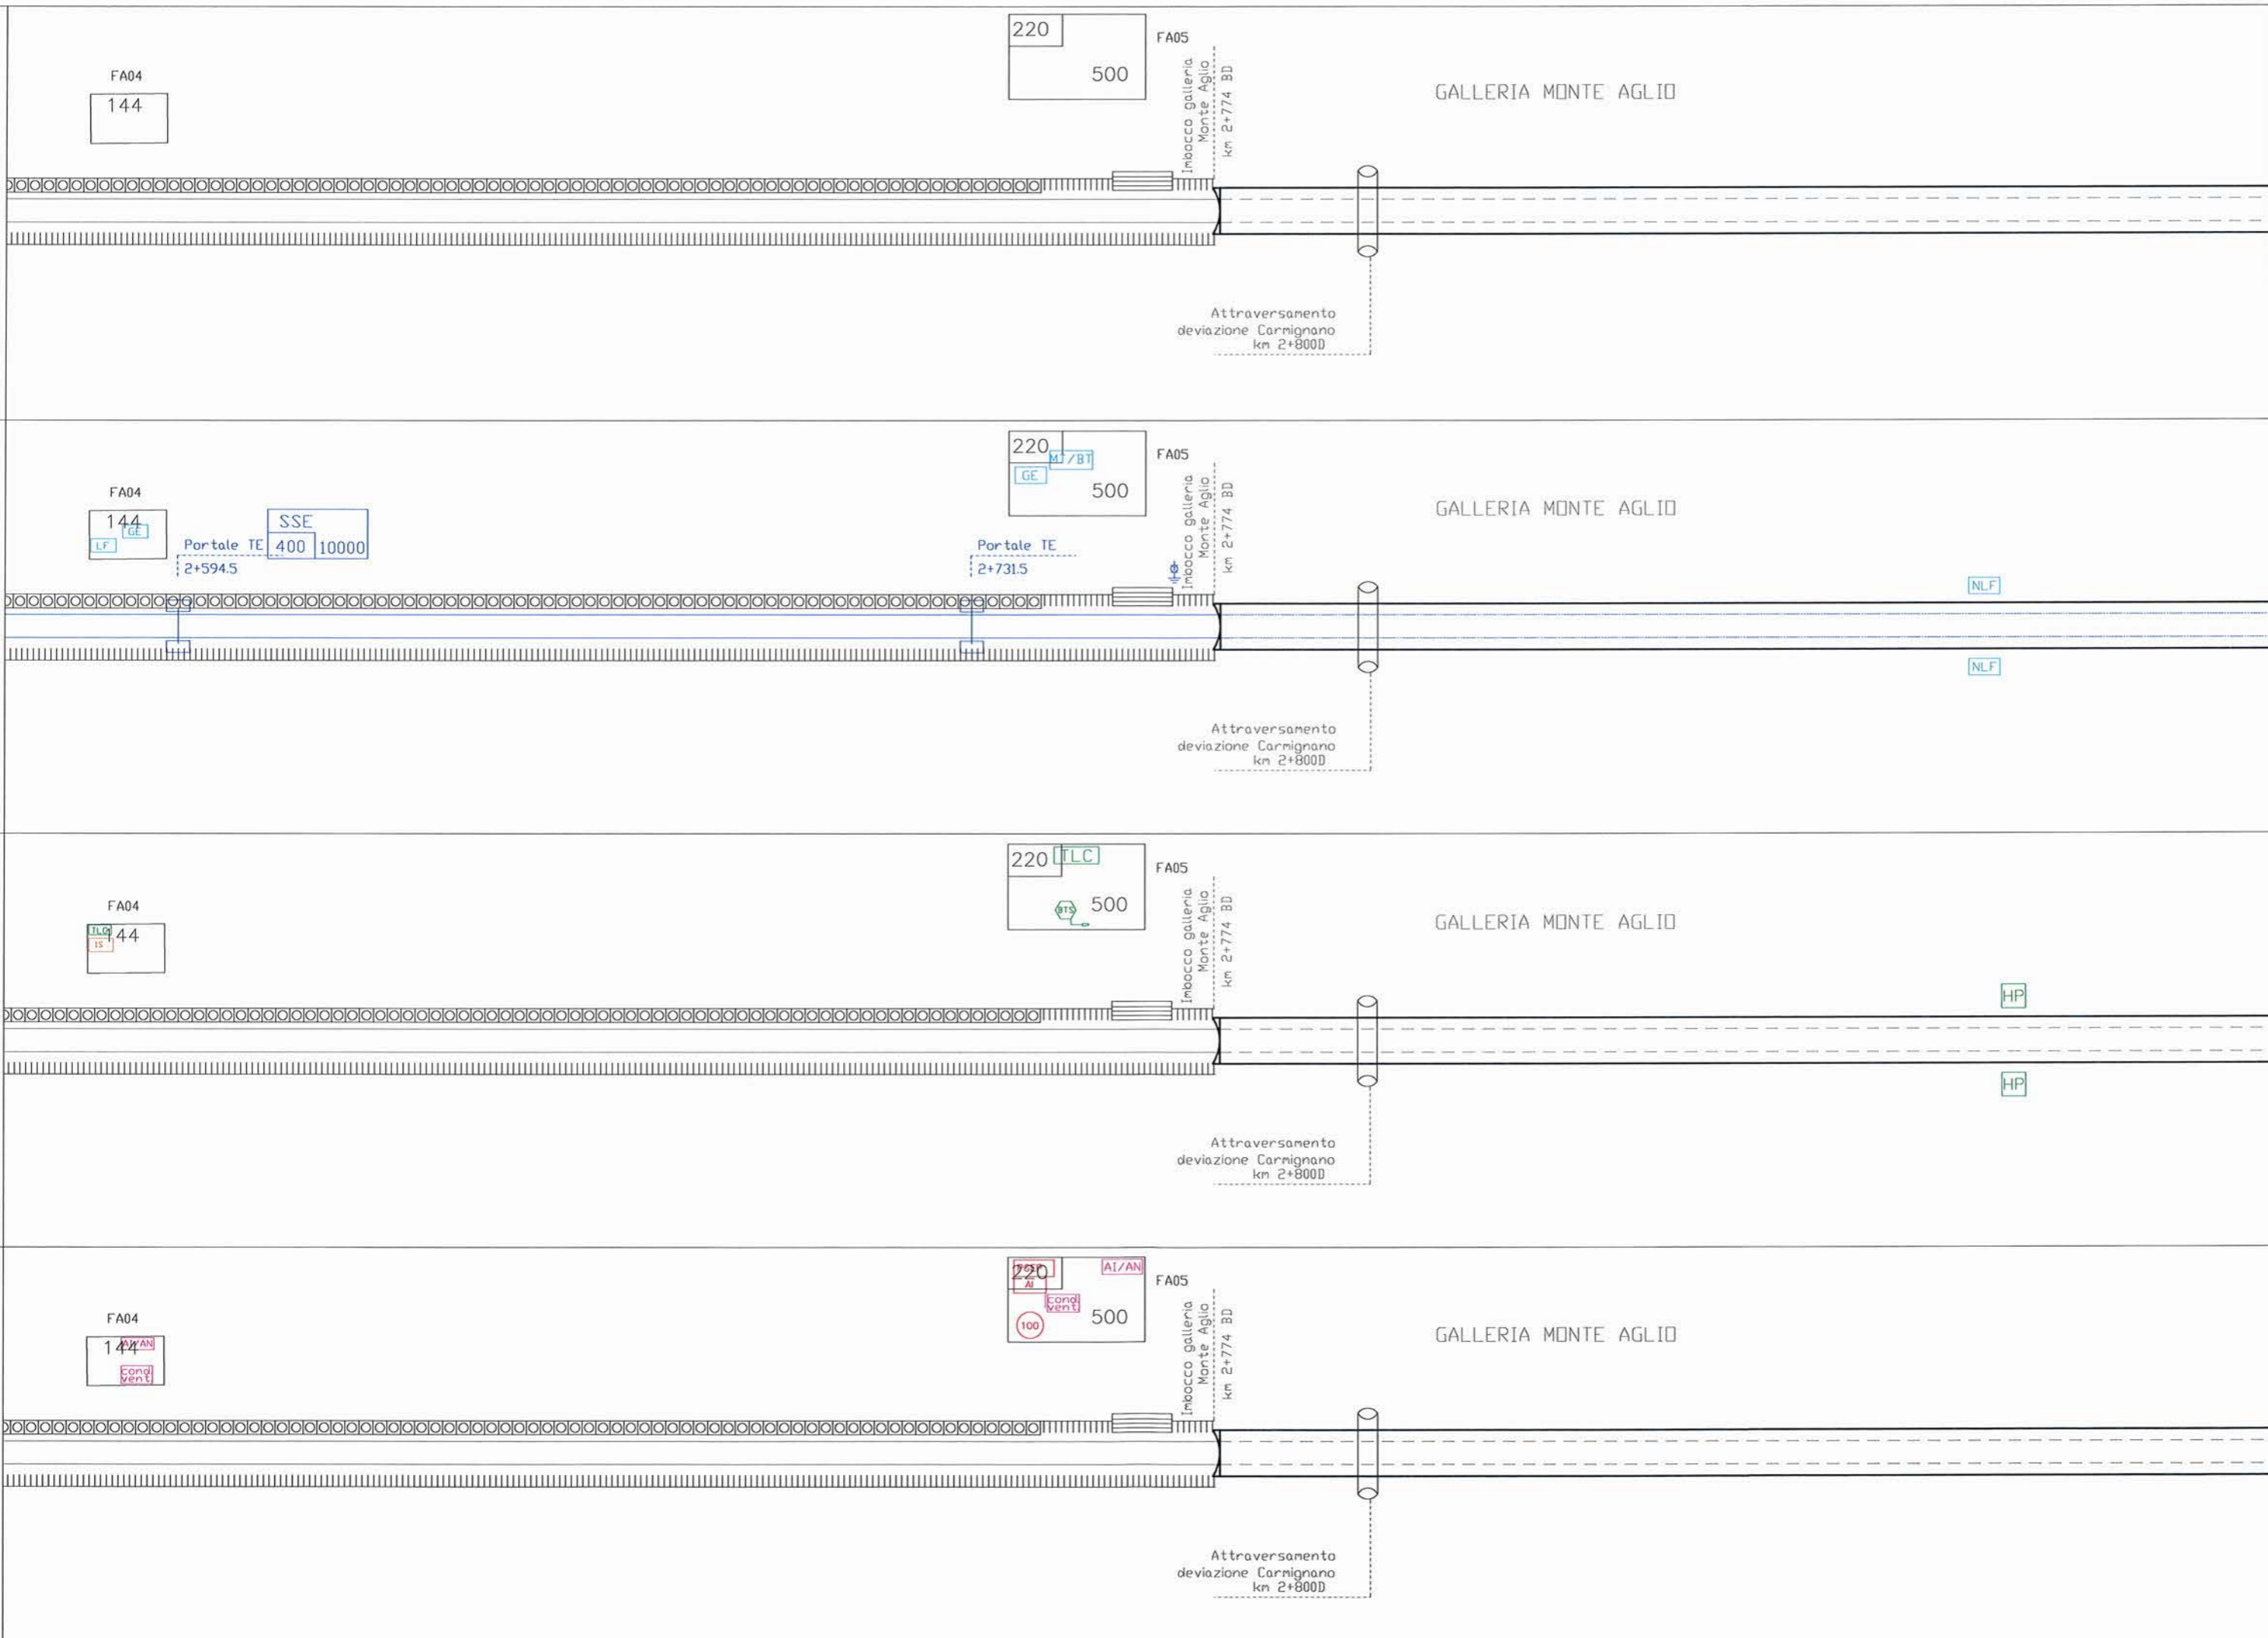 220
FA05
500
FA04
144
Imbocco galleria
Monte Aglio
km 2+774 BD
GALLERIA MONTE AGLIO
Attraversamento
deviazione Carmignano
km 2+800D
220
MT/BT
GE
500
FA05
FA04
144
GE
LF
SSE
400
10000
Portale TE
2+594.5
Portale TE
2+731.5
Imbocco galleria
Monte Aglio
km 2+774 BD
GALLERIA MONTE AGLIO
NLF
NLF
Attraversamento
deviazione Carmignano
km 2+800D
220
TLC
FA05
BTS
500
FA04
TLC
144
IS
Imbocco galleria
Monte Aglio
km 2+774 BD
GALLERIA MONTE AGLIO
HP
HP
Attraversamento
deviazione Carmignano
km 2+800D
220
AI
AI/AN
FA05
cond
vent
100
500
FA04
144
AI/AN
cond
vent
Imbocco galleria
Monte Aglio
km 2+774 BD
GALLERIA MONTE AGLIO
Attraversamento
deviazione Carmignano
km 2+800D